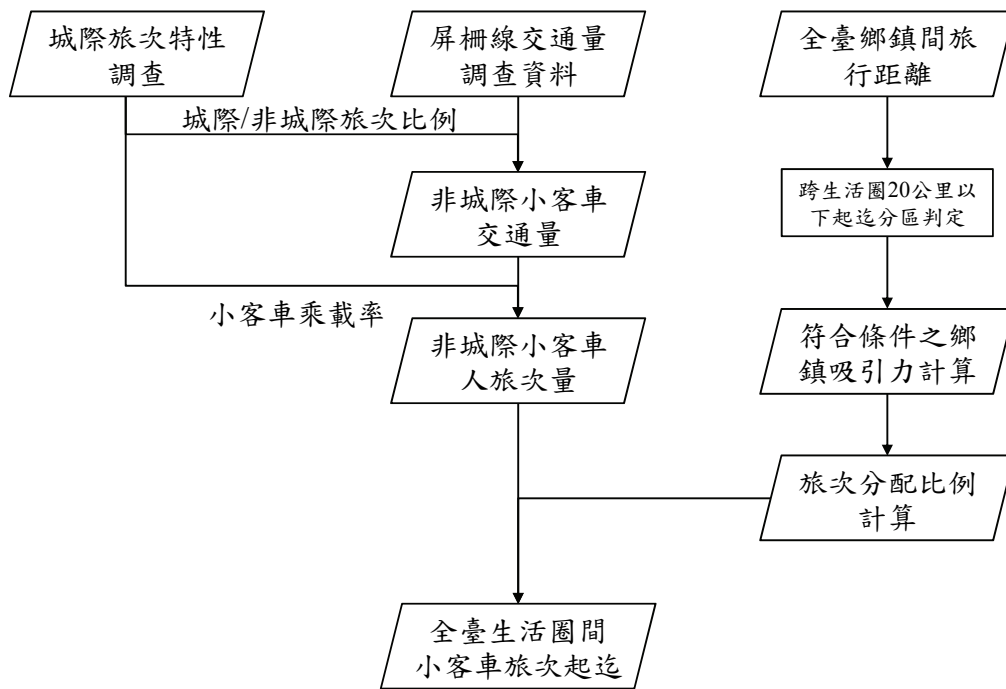 城際旅次特性
調查
屏柵線交通量
調查資料
全臺鄉鎮間旅
行距離
城際/非城際旅次比例
非城際小客車
交通量
跨生活圈20公里以
下起迄分區判定
小客車乘載率
非城際小客車
人旅次量
符合條件之鄉
鎮吸引力計算
旅次分配比例
計算
全臺生活圈間
小客車旅次起迄